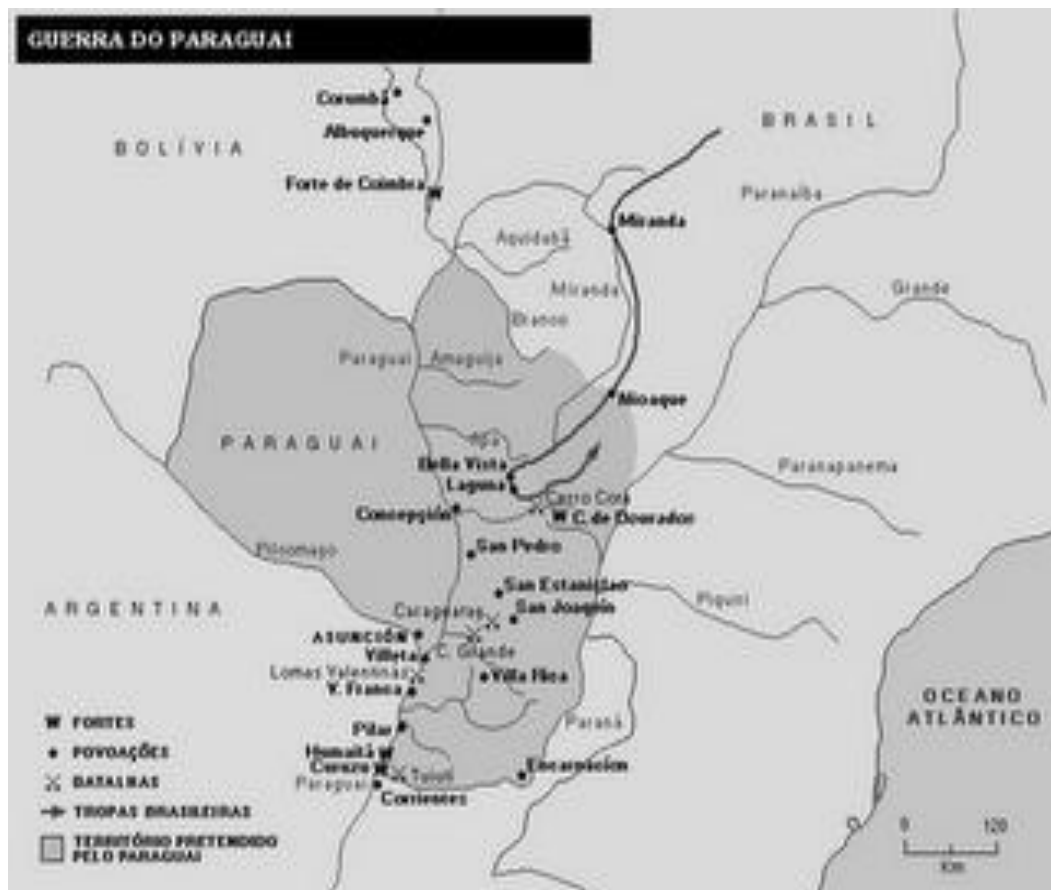 GUERRA DO PARAGUAI
Corumbá
Albuquerque
BOLÍVIA
BRASIL
Forte de Coimbra
Paranaíba
Miranda
Aquidabã
Miranda
Grande
Branco
Paraguai
Nioaque
PARAGUAI
Apa
Bella Vista
Laguna
Paranapanema
Cerro Corá
Concepción
C. de Dourados
Pilcomayo
San Pedro
San Estanislao
ARGENTINA
San Joaquín
Piquiri
ASUNCIÓN
C. Grande
Villeta
Lomas Valentinas
Villa Rica
V. Franca
OCEANO
ATLÂNTICO
Paraná
FORTES
Pilar
POVOAÇÕES
Humaitá
Curuzu
Tuiuti
Encarnación
BATALHAS
Paraguai
Corrientes
TROPAS BRASILEIRAS
0 120
Km
TERRITÓRIO PRETENDIDO
PELO PARAGUAI